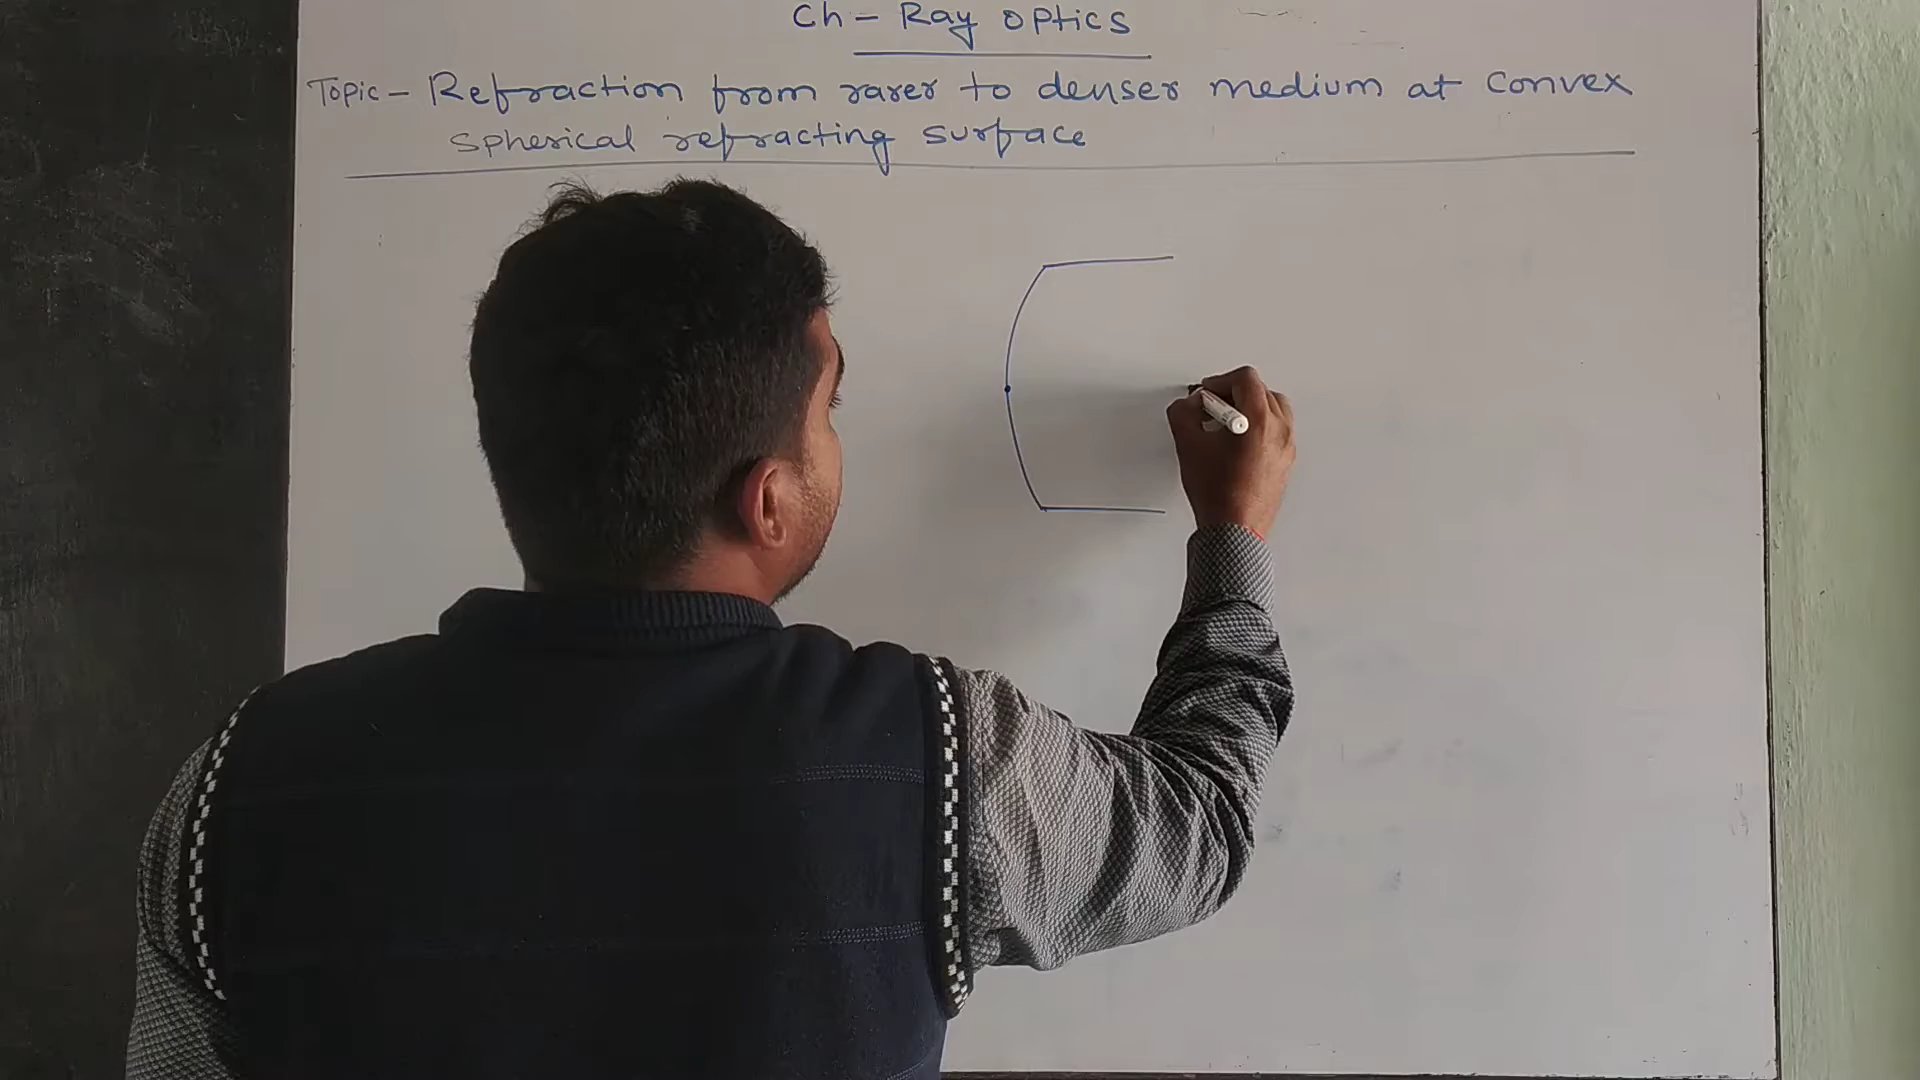 Ch - Ray optics
Topic - Refraction from rarer to denser medium at convex
spherical refracting surface